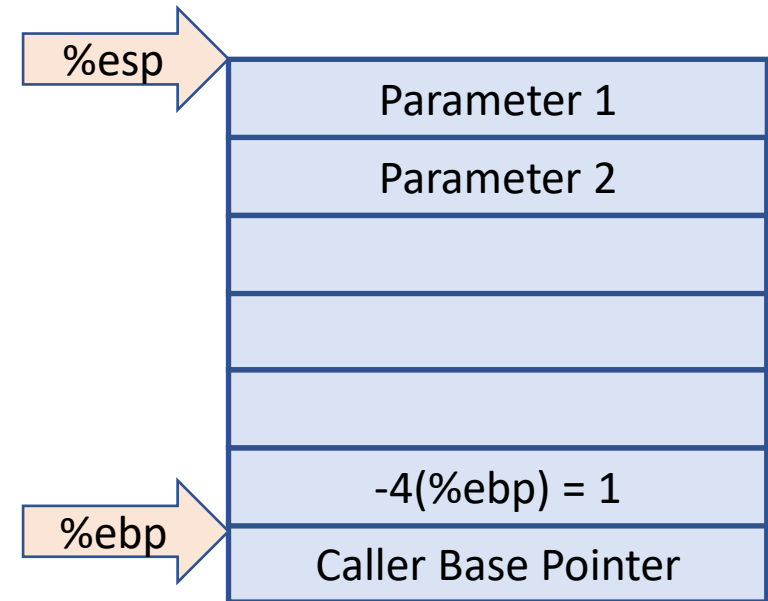 %esp
Parameter 1
Parameter 2
-4(%ebp) = 1
%ebp
Caller Base Pointer